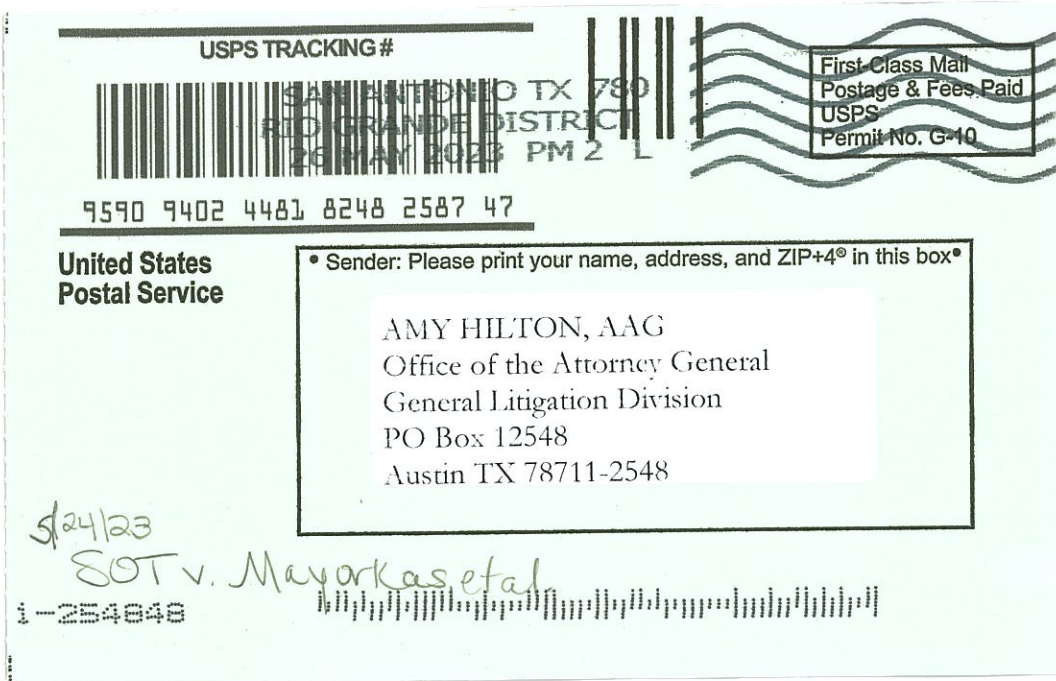 USPS TRACKING #
SAN ANTONIO TX 780
RIO GRANDE DISTRICT
26 MAY 2023 PM 2 L
First-Class Mail
Postage & Fees Paid
USPS
Permit No. G-10
9590 9402 4481 8248 2587 47
United States
Postal Service
• Sender: Please print your name, address, and ZIP+4® in this box•
AMY HILTON, AAG
Office of the Attorney General
General Litigation Division
PO Box 12548
Austin TX 78711-2548
5/24/23
SOT v. Mayorkas, et al.
1-254848